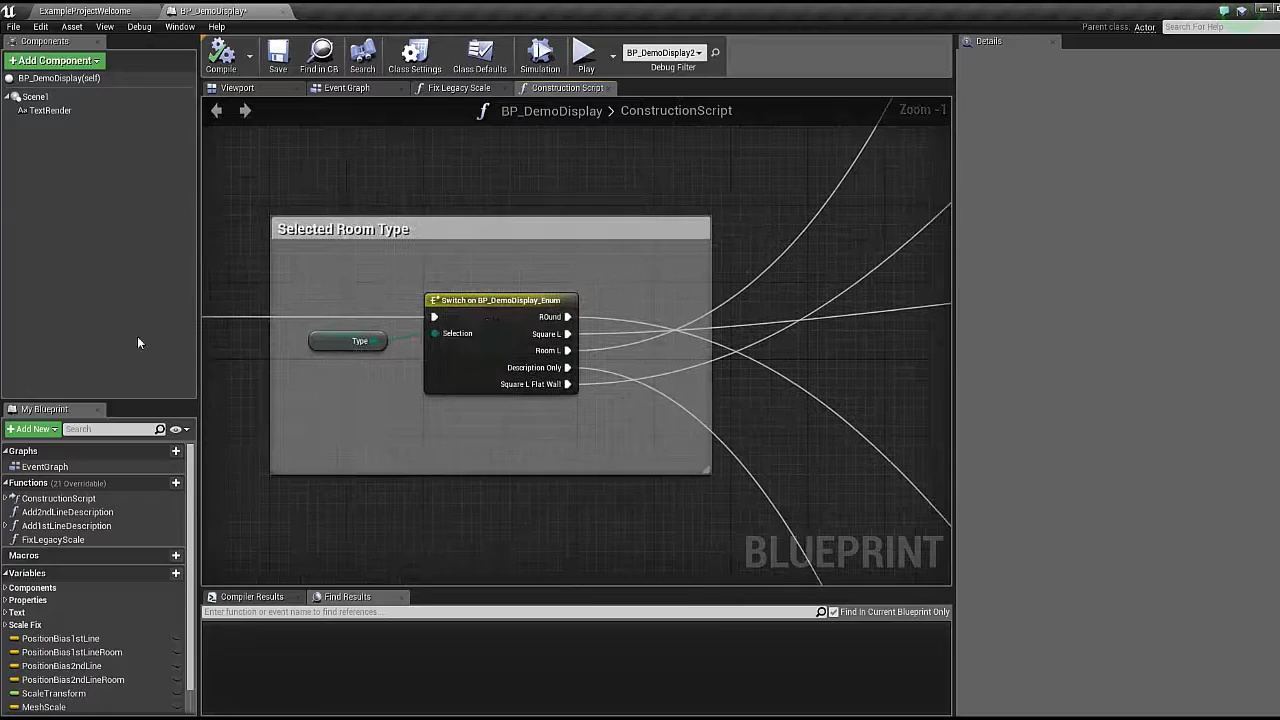 ExampleProjectWelcome
BP_DemoDisplay*
File Edit Asset View Debug Window Help
Parent class: Actor
Search For Help
Components
+Add Component
BP_DemoDisplay(self)
Scene1
TextRender
Compile
Save
Find in CB
Search
Class Settings
Class Defaults
Simulation
Play
BP_DemoDisplay2
Debug Filter
Viewport
Event Graph
Fix Legacy Scale
Construction Script
BP_DemoDisplay > ConstructionScript
Zoom -1
Selected Room Type
Switch on BP_DemoDisplay_Enum
ROund
Selection
Square L
Type
Room L
Description Only
Square L Flat Wall
BLUEPRINT
My Blueprint
+Add New
Search
Graphs
EventGraph
Functions (21 Overridable)
ConstructionScript
Add2ndLineDescription
Add1stLineDescription
FixLegacyScale
Macros
Variables
Components
Properties
Text
Scale Fix
PositionBias1stLine
PositionBias1stLineRoom
PositionBias2ndLine
PositionBias2ndLineRoom
ScaleTransform
MeshScale
Compiler Results
Find Results
Enter function or event name to find references...
Find In Current Blueprint Only
Details